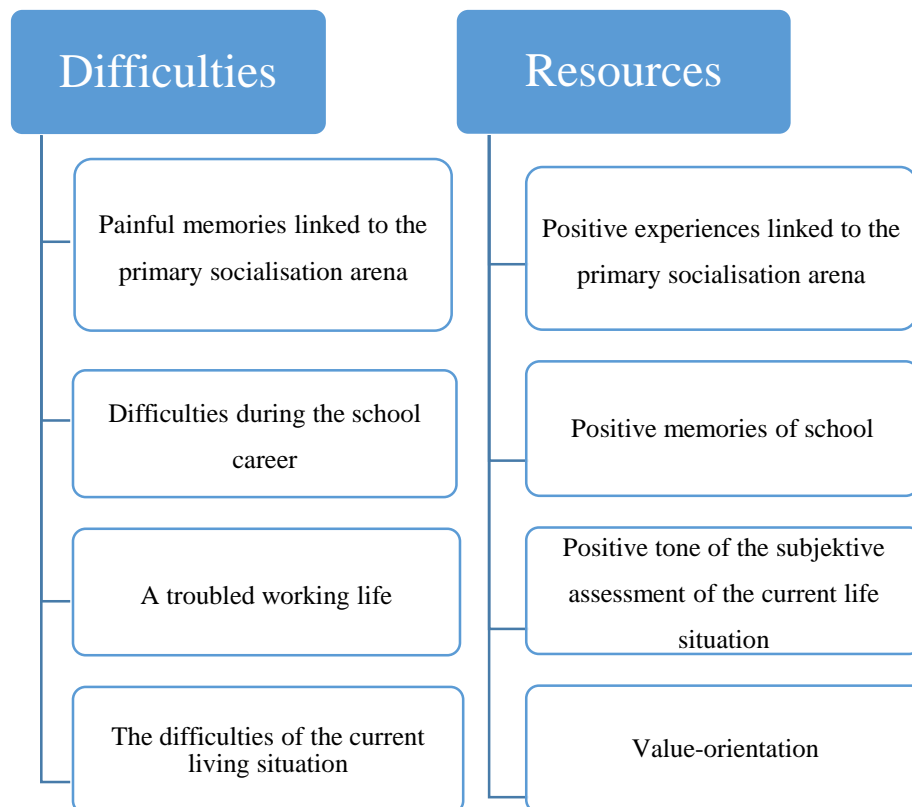 Difficulties
Painful memories linked to the
primary socialisation arena
Difficulties during the school
career
A troubled working life
The difficulties of the current
living situation
Resources
Positive experiences linked to the
primary socialisation arena
Positive memories of school
Positive tone of the subjektive
assessment of the current life
situation
Value-orientation